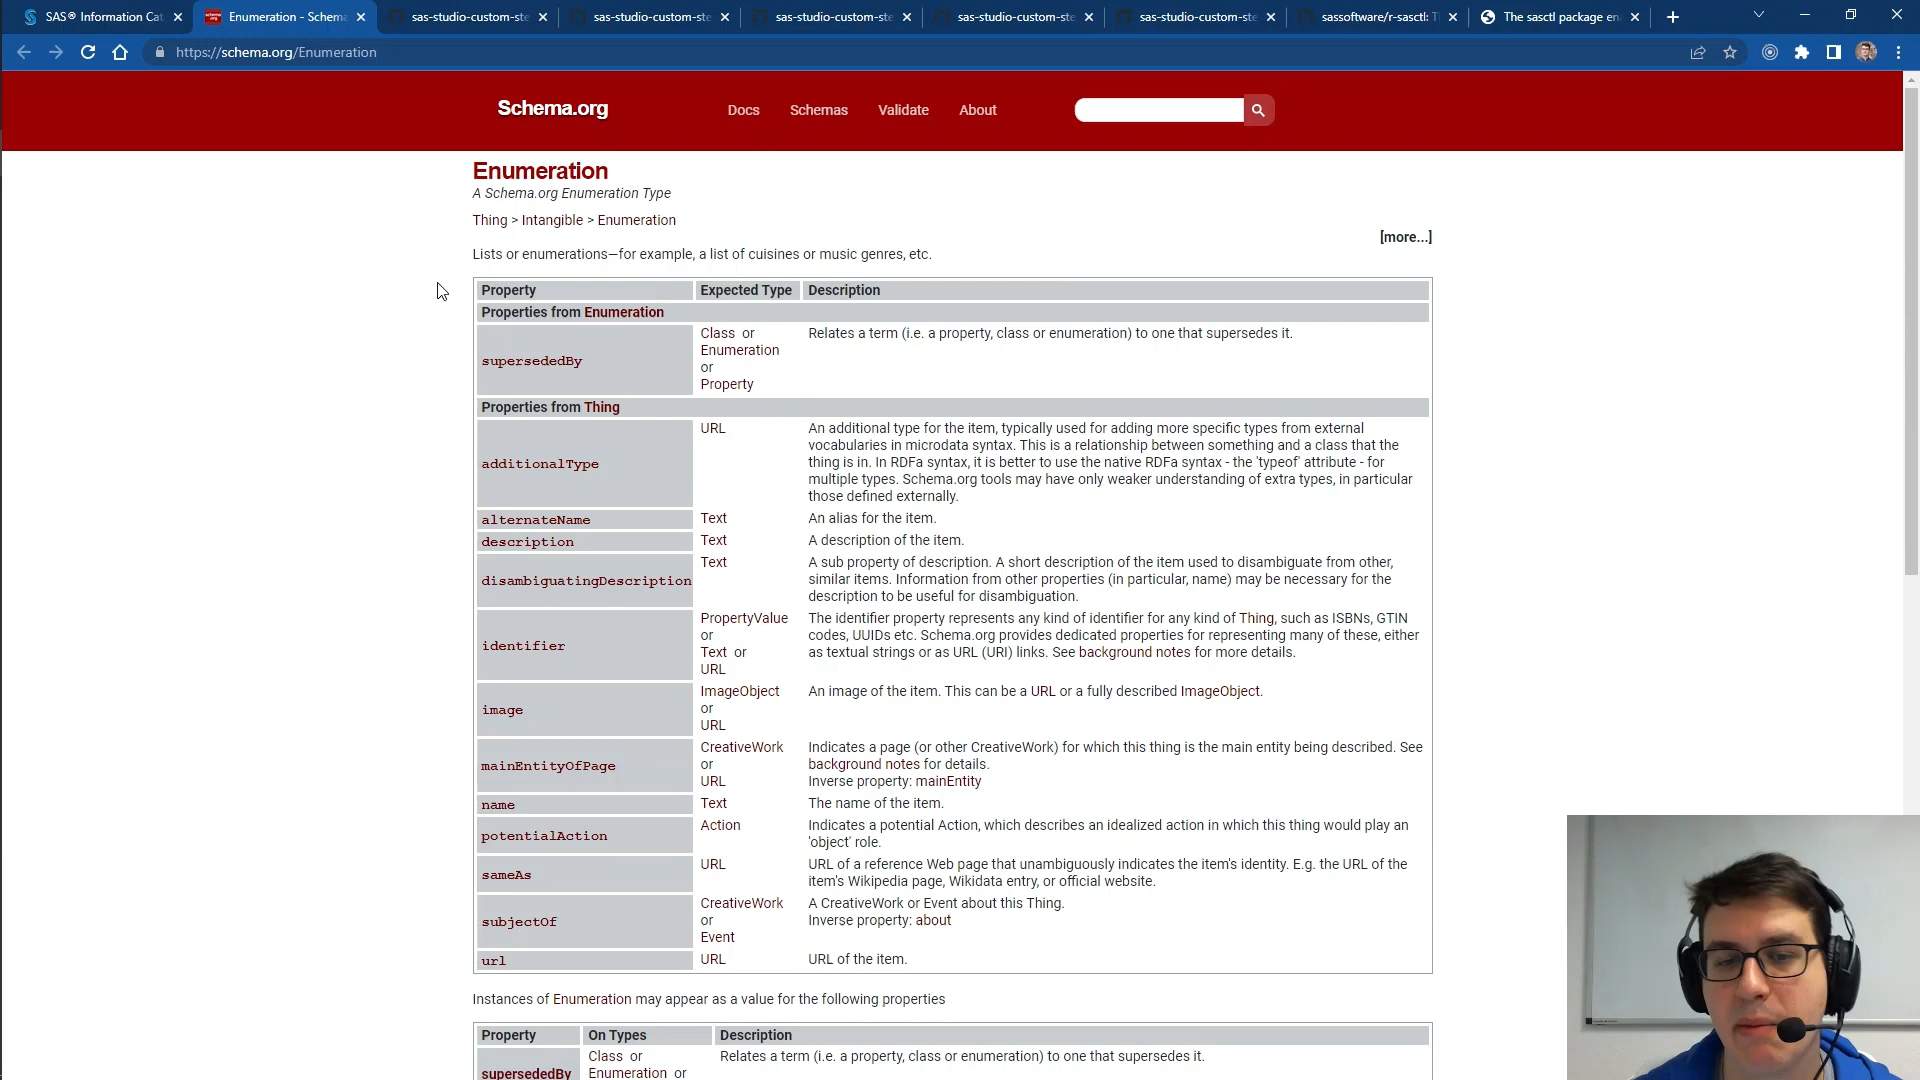 SAS® Information Cat
Enumeration - Schema
sas-studio-custom-ste
sas-studio-custom-ste
sas-studio-custom-ste
sas-studio-custom-ste
sas-studio-custom-ste
sassoftware/r-sasctl: T
The sasctl package en
https://schema.org/Enumeration
Schema.org
Docs
Schemas
Validate
About
Enumeration
A Schema.org Enumeration Type
Thing > Intangible > Enumeration
[more...]
Lists or enumerations—for example, a list of cuisines or music genres, etc.
Property Expected Type Description
Properties from Enumeration
supersededBy
Class or
Enumeration
or
Property
Relates a term (i.e. a property, class or enumeration) to one that supersedes it.
Properties from Thing
additionalType
URL
An additional type for the item, typically used for adding more specific types from external
vocabularies in microdata syntax. This is a relationship between something and a class that the
thing is in. In RDFa syntax, it is better to use the native RDFa syntax - the 'typeof' attribute - for
multiple types. Schema.org tools may have only weaker understanding of extra types, in particular
those defined externally.
alternateName
Text
An alias for the item.
description
Text
A description of the item.
disambiguatingDescription
Text
A sub property of description. A short description of the item used to disambiguate from other,
similar items. Information from other properties (in particular, name) may be necessary for the
description to be useful for disambiguation.
identifier
PropertyValue
or
Text or
URL
The identifier property represents any kind of identifier for any kind of Thing, such as ISBNs, GTIN
codes, UUIDs etc. Schema.org provides dedicated properties for representing many of these, either
as textual strings or as URL (URI) links. See background notes for more details.
image
ImageObject
or
URL
An image of the item. This can be a URL or a fully described ImageObject.
mainEntityOfPage
CreativeWork
or
URL
Indicates a page (or other CreativeWork) for which this thing is the main entity being described. See
background notes for details.
Inverse property: mainEntity
name
Text
The name of the item.
potentialAction
Action
Indicates a potential Action, which describes an idealized action in which this thing would play an
'object' role.
sameAs
URL
URL of a reference Web page that unambiguously indicates the item's identity. E.g. the URL of the
item's Wikipedia page, Wikidata entry, or official website.
subjectOf
CreativeWork
or
Event
A CreativeWork or Event about this Thing.
Inverse property: about
url
URL
URL of the item.
Instances of Enumeration may appear as a value for the following properties
Property On Types Description
supersededBy
Class or
Enumeration or
Relates a term (i.e. a property, class or enumeration) to one that supersedes it.